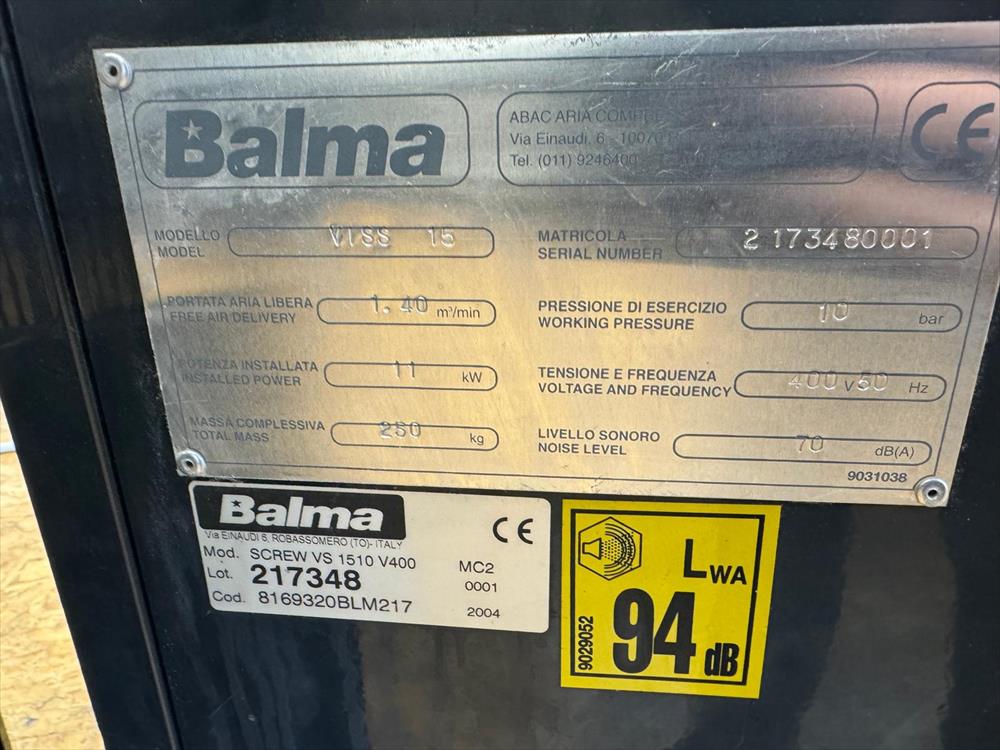 Balma
ABAC ARIA COMPRE
Via Einaudi, 6 - 10070
Tel. (011) 9246400
CE
MODELLO
MODEL
VISS 15
MATRICOLA
SERIAL NUMBER
2173480001
PORTATA ARIA LIBERA
FREE AIR DELIVERY
1.40 m³/min
PRESSIONE DI ESERCIZIO
WORKING PRESSURE
10 bar
POTENZA INSTALLATA
INSTALLED POWER
11 kW
TENSIONE E FREQUENZA
VOLTAGE AND FREQUENCY
400 V 50 Hz
MASSA COMPLESSIVA
TOTAL MASS
250 kg
LIVELLO SONORO
NOISE LEVEL
70 dB(A)
9031038
Balma
CE
Via EINAUDI 6, ROBASSOMERO (TO)- ITALY
Mod. SCREW VS 1510 V400 MC2
Lot. 217348 0001
Cod. 8169320BLM217 2004
LWA
94 dB
9029052